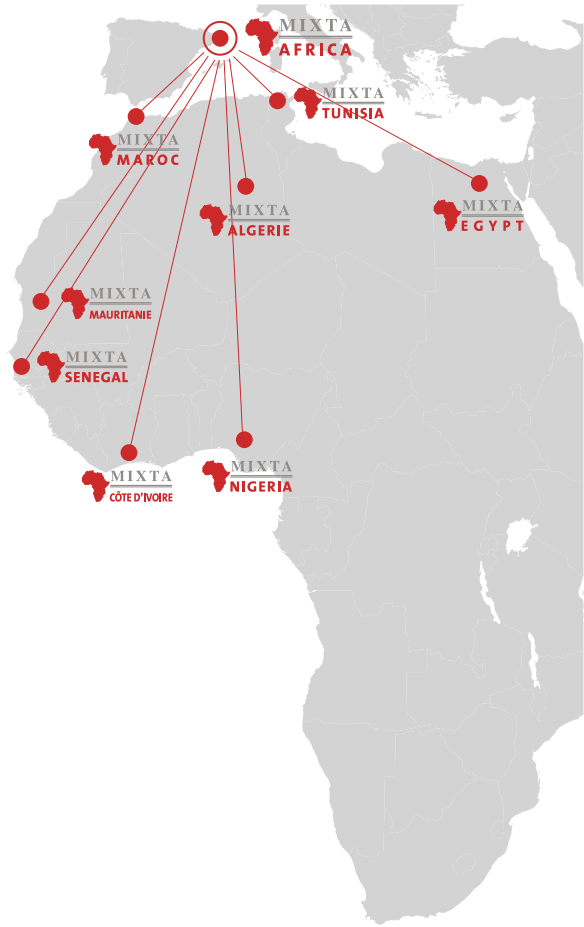 MIXTA
AFRICA
MIXTA
TUNISIA
MIXTA
MAROC
MIXTA
ALGERIE
MIXTA
EGYPT
MIXTA
MAURITANIE
MIXTA
SENEGAL
MIXTA
CÔTE D'IVOIRE
MIXTA
NIGERIA